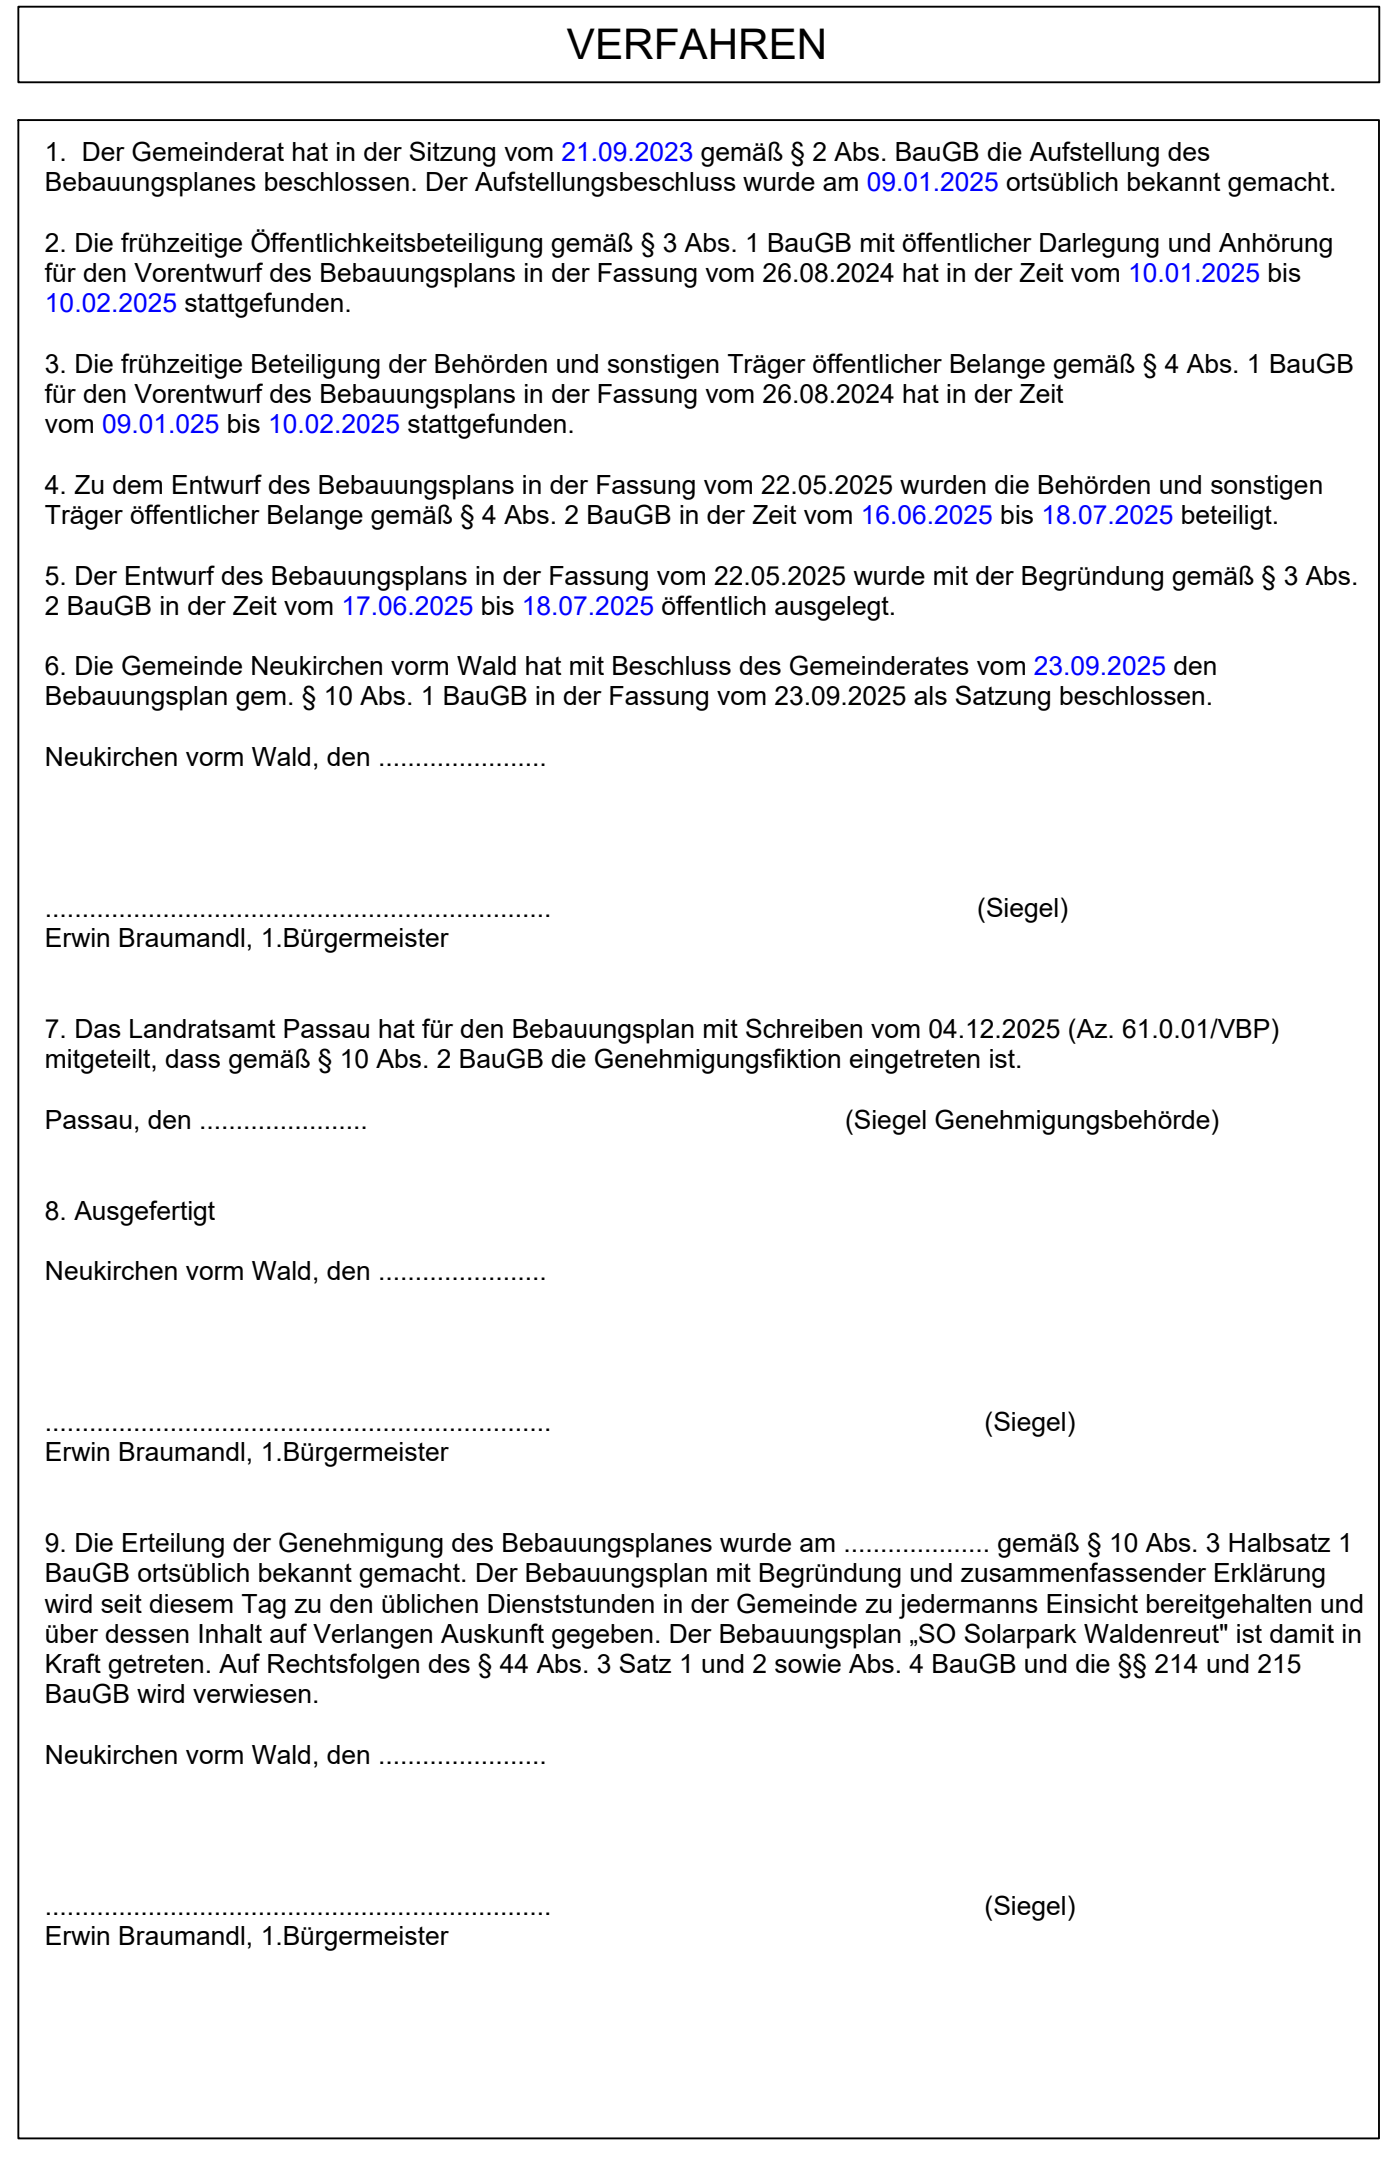 VERFAHREN
1.  Der Gemeinderat hat in der Sitzung vom 21.09.2023 gemäß § 2 Abs. BauGB die Aufstellung des
Bebauungsplanes beschlossen. Der Aufstellungsbeschluss wurde am 09.01.2025 ortsüblich bekannt gemacht.
2. Die frühzeitige Öffentlichkeitsbeteiligung gemäß § 3 Abs. 1 BauGB mit öffentlicher Darlegung und Anhörung
für den Vorentwurf des Bebauungsplans in der Fassung vom 26.08.2024 hat in der Zeit vom 10.01.2025 bis
10.02.2025 stattgefunden.
3. Die frühzeitige Beteiligung der Behörden und sonstigen Träger öffentlicher Belange gemäß § 4 Abs. 1 BauGB
für den Vorentwurf des Bebauungsplans in der Fassung vom 26.08.2024 hat in der Zeit
vom 09.01.025 bis 10.02.2025 stattgefunden.
4. Zu dem Entwurf des Bebauungsplans in der Fassung vom 22.05.2025 wurden die Behörden und sonstigen
Träger öffentlicher Belange gemäß § 4 Abs. 2 BauGB in der Zeit vom 16.06.2025 bis 18.07.2025 beteiligt.
5. Der Entwurf des Bebauungsplans in der Fassung vom 22.05.2025 wurde mit der Begründung gemäß § 3 Abs.
2 BauGB in der Zeit vom 17.06.2025 bis 18.07.2025 öffentlich ausgelegt.
6. Die Gemeinde Neukirchen vorm Wald hat mit Beschluss des Gemeinderates vom 23.09.2025 den
Bebauungsplan gem. § 10 Abs. 1 BauGB in der Fassung vom 23.09.2025 als Satzung beschlossen.
Neukirchen vorm Wald, den .......................
..................................................................... (Siegel)
Erwin Braumandl, 1.Bürgermeister
7. Das Landratsamt Passau hat für den Bebauungsplan mit Schreiben vom 04.12.2025 (Az. 61.0.01/VBP)
mitgeteilt, dass gemäß § 10 Abs. 2 BauGB die Genehmigungsfiktion eingetreten ist.
Passau, den ....................... (Siegel Genehmigungsbehörde)
8. Ausgefertigt
Neukirchen vorm Wald, den .......................
..................................................................... (Siegel)
Erwin Braumandl, 1.Bürgermeister
9. Die Erteilung der Genehmigung des Bebauungsplanes wurde am .................... gemäß § 10 Abs. 3 Halbsatz 1
BauGB ortsüblich bekannt gemacht. Der Bebauungsplan mit Begründung und zusammenfassender Erklärung
wird seit diesem Tag zu den üblichen Dienststunden in der Gemeinde zu jedermanns Einsicht bereitgehalten und
über dessen Inhalt auf Verlangen Auskunft gegeben. Der Bebauungsplan „SO Solarpark Waldenreut" ist damit in
Kraft getreten. Auf Rechtsfolgen des § 44 Abs. 3 Satz 1 und 2 sowie Abs. 4 BauGB und die §§ 214 und 215
BauGB wird verwiesen.
Neukirchen vorm Wald, den .......................
..................................................................... (Siegel)
Erwin Braumandl, 1.Bürgermeister